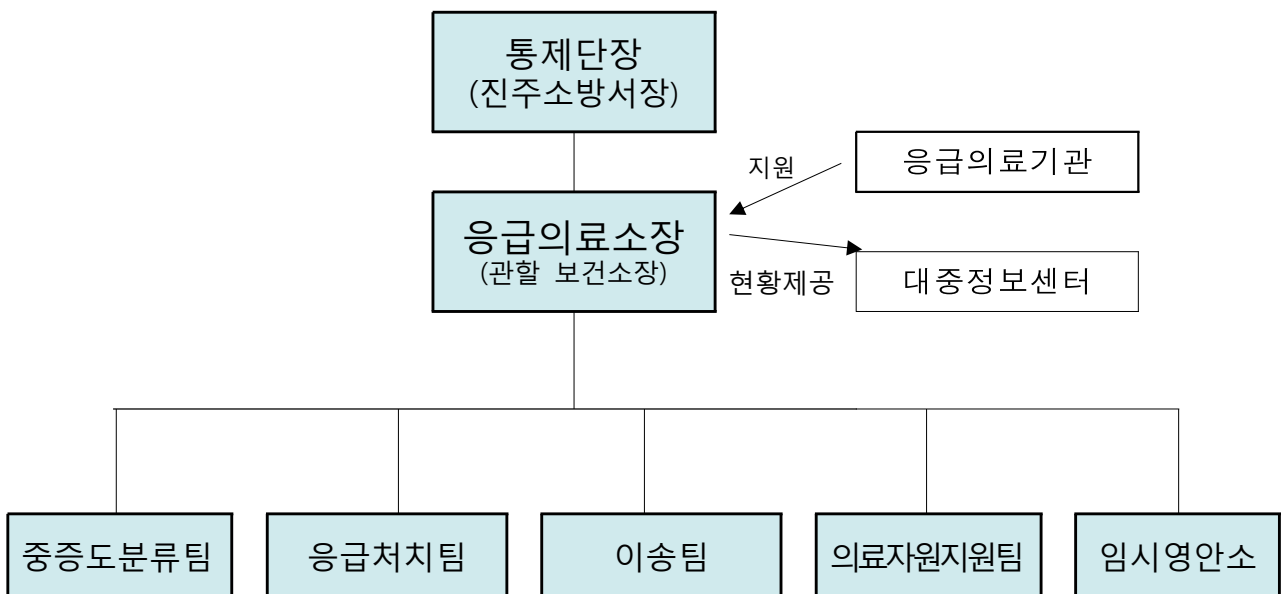 통제단장
(진주소방서장)
지원
응급의료기관
응급의료소장
(관할 보건소장)
현황제공
대중정보센터
중증도분류팀
응급처치팀
이송팀
의료자원지원팀
임시영안소